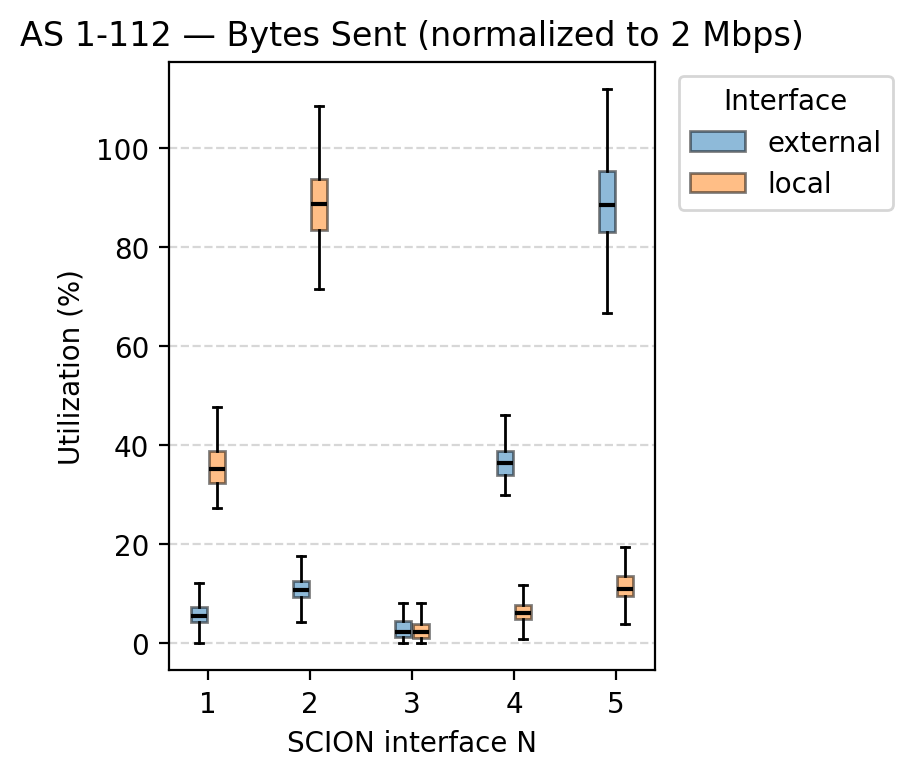 AS 1-112 — Bytes Sent (normalized to 2 Mbps)
Interface
external
local
Utilization (%)
100
80
60
40
20
0
1 2 3 4 5
SCION interface N